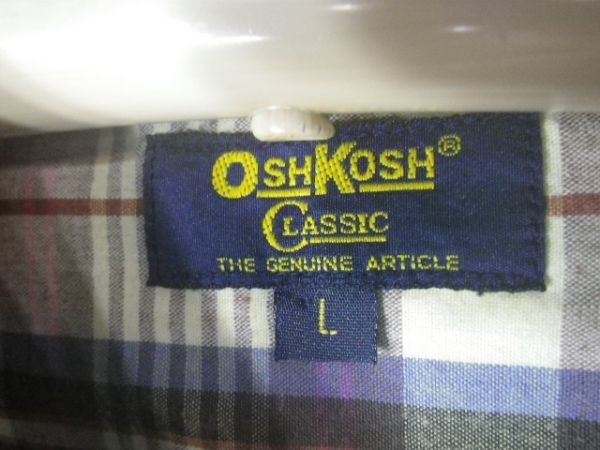 OSHKOSH®
CLASSIC
THE GENUINE ARTICLE
L